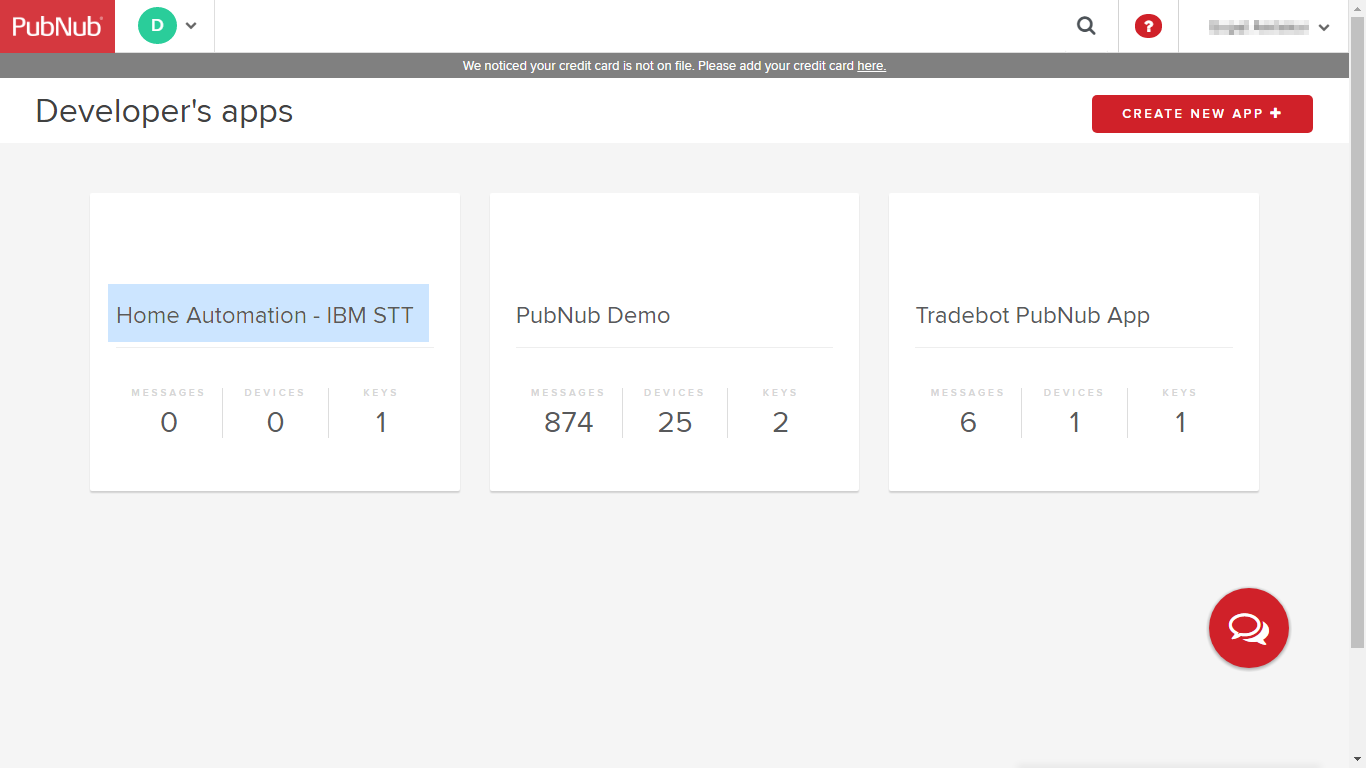 PubNub
D
?
We noticed your credit card is not on file. Please add your credit card here.
Developer's apps
CREATE NEW APP +
Home Automation - IBM STT
MESSAGES DEVICES KEYS
0 0 1
PubNub Demo
MESSAGES DEVICES KEYS
874 25 2
Tradebot PubNub App
MESSAGES DEVICES KEYS
6 1 1